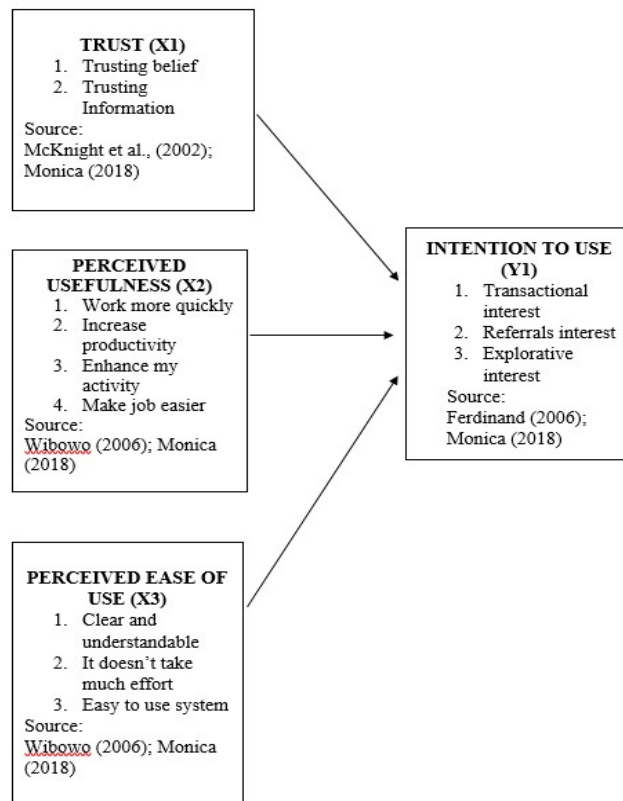 TRUST (X1)
1. Trusting belief
2. Trusting
Information
Source:
McKnight et al., (2002);
Monica (2018)
PERCEIVED
USEFULNESS (X2)
1. Work more quickly
2. Increase
productivity
3. Enhance my
activity
4. Make job easier
Source:
Wibowo (2006); Monica
(2018)
PERCEIVED EASE OF
USE (X3)
1. Clear and
understandable
2. It doesn’t take
much effort
3. Easy to use system
Source:
Wibowo (2006); Monica
(2018)
INTENTION TO USE
(Y1)
1. Transactional
interest
2. Referrals interest
3. Explorative
interest
Source:
Ferdinand (2006);
Monica (2018)